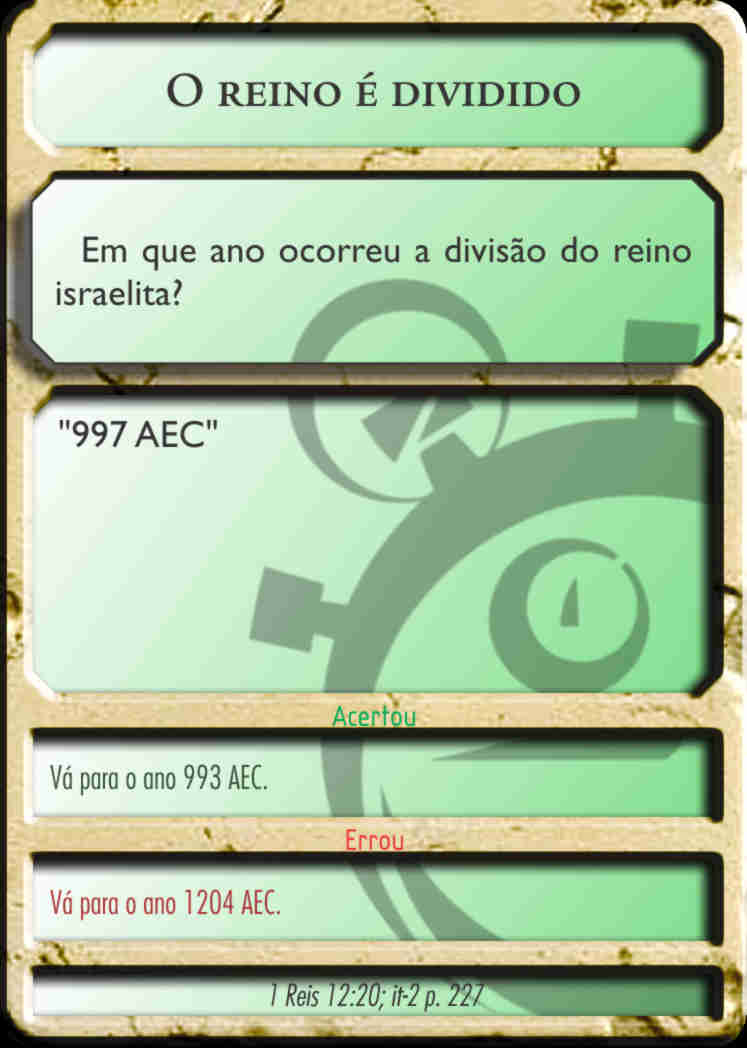 O REINO É DIVIDIDO
Em que ano ocorreu a divisão do reino
israelita?
"997 AEC"
Acertou
Vá para o ano 993 AEC.
Errou
Vá para o ano 1204 AEC.
1 Reis 12:20; it-2 p. 227